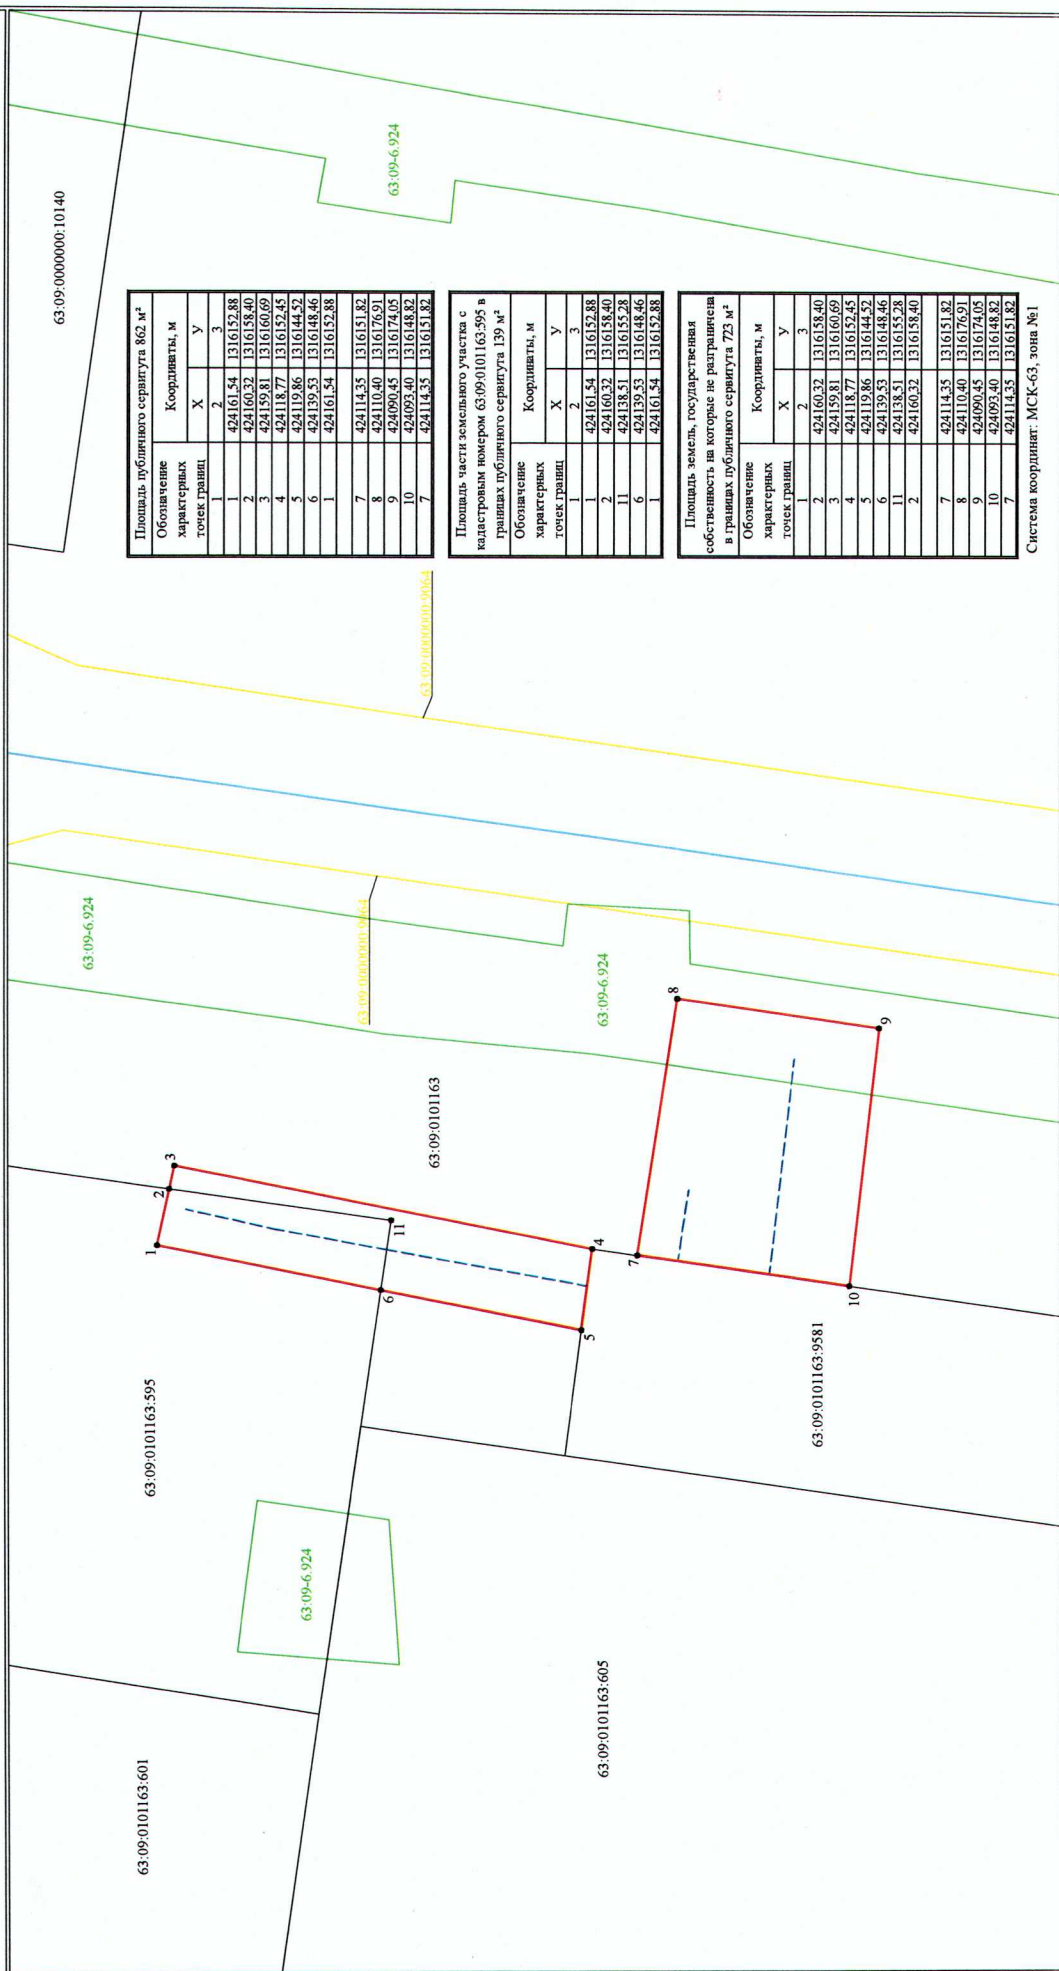 63:09:0000000:10140
63:09-6.924
63:09-6.924
63:09:0000000:9064
63:09:0000000:9064
63:09-6.924
63:09:0101163
63:09:0101163:595
63:09:0101163:601
63:09-6.924
63:09:0101163:605
63:09:0101163:9581
1
2
3
11
6
5
4
7
8
9
10
Площадь публичного сервитута 862 м²
Обозначение характерных точек границ
Координаты, м
Х У
1 2 3
1 424161,54 1316152,88
2 424160,32 1316158,40
3 424159,81 1316160,69
4 424118,77 1316152,45
5 424119,86 1316144,52
6 424139,53 1316148,46
1 424161,54 1316152,88
7 424114,35 1316151,82
8 424110,40 1316176,91
9 424090,45 1316174,05
10 424093,40 1316148,82
7 424114,35 1316151,82
Площадь части земельного участка с
кадастровым номером 63:09:0101163:595 в
границах публичного сервитута 139 м²
Обозначение характерных точек границ
Координаты, м
Х У
1 2 3
1 424161,54 1316152,88
2 424160,32 1316158,40
11 424138,51 1316155,28
6 424139,53 1316148,46
1 424161,54 1316152,88
Площадь земель, государственная
собственность на которые не разграничена
в границах публичного сервитута 723 м²
Обозначение характерных точек границ
Координаты, м
Х У
1 2 3
2 424160,32 1316158,40
3 424159,81 1316160,69
4 424118,77 1316152,45
5 424119,86 1316144,52
6 424139,53 1316148,46
11 424138,51 1316155,28
2 424160,32 1316158,40
7 424114,35 1316151,82
8 424110,40 1316176,91
9 424090,45 1316174,05
10 424093,40 1316148,82
7 424114,35 1316151,82
Система координат: МСК-63, зона №1